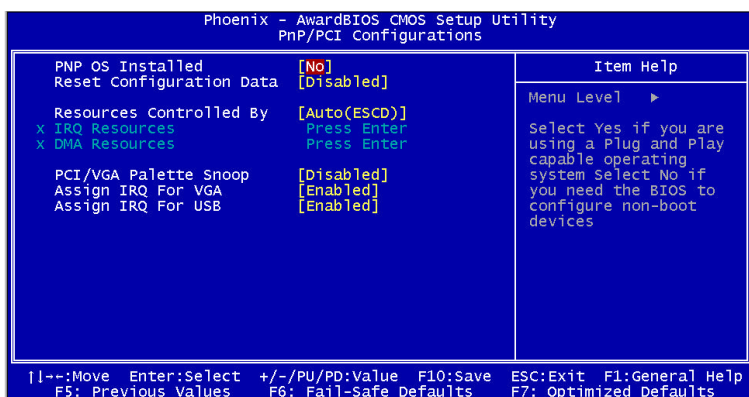 Phoenix - AwardBIOS CMOS Setup Utility
PnP/PCI Configurations
PNP OS Installed [No]
Reset Configuration Data [Disabled]
Resources Controlled By [Auto(ESCD)]
x IRQ Resources Press Enter
x DMA Resources Press Enter
PCI/VGA Palette Snoop [Disabled]
Assign IRQ For VGA [Enabled]
Assign IRQ For USB [Enabled]
Item Help
Menu Level ▶
Select Yes if you are
using a Plug and Play
capable operating
system Select No if
you need the BIOS to
configure non-boot
devices
↑↓→←:Move Enter:Select +/-/PU/PD:Value F10:Save ESC:Exit F1:General Help
F5: Previous Values F6: Fail-Safe Defaults F7: Optimized Defaults